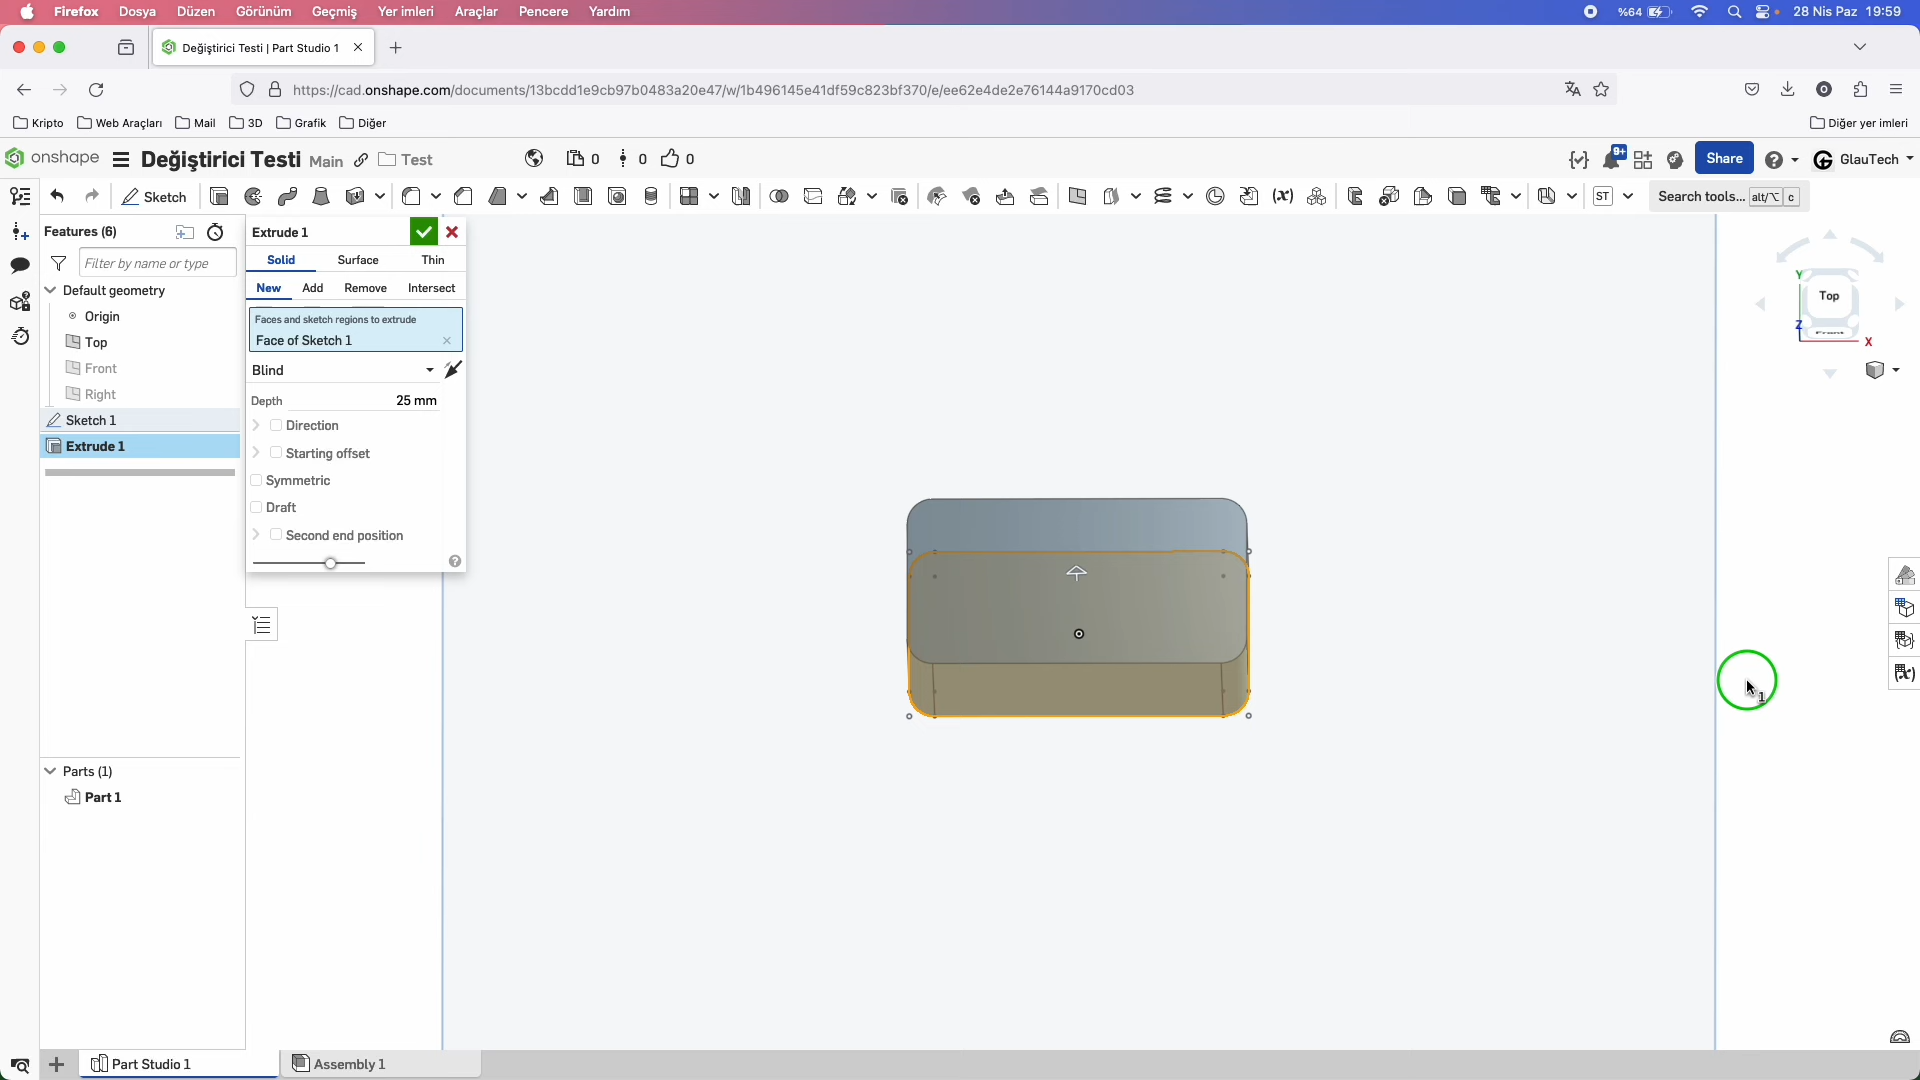 Firefox Dosya Düzen Görünüm Geçmiş Yer imleri Araçlar Pencere Yardım %64 28 Nis Paz 19:59
Değiştirici Testi | Part Studio 1
https://cad.onshape.com/documents/13bcdd1e9cb97b0483a20e47/w/1b496145e41df59c823bf370/e/ee62e4de2e76144a9170cd03
Kripto Web Araçları Mail 3D Grafik Diğer Diğer yer imleri
onshape Değiştirici Testi Main Test 0 0 0 9+ Share GlauTech
Sketch (x) ST Search tools... alt/⌥ c
Features (6)
Filter by name or type
Default geometry
Origin
Top
Front
Right
Sketch 1
Extrude 1
Parts (1)
Part 1
Extrude 1
Solid Surface Thin
New Add Remove Intersect
Faces and sketch regions to extrude
Face of Sketch 1
Blind
Depth 25 mm
Direction
Starting offset
Symmetric
Draft
Second end position
Y
Top
Z
Front
X
1
(x)
Part Studio 1 Assembly 1